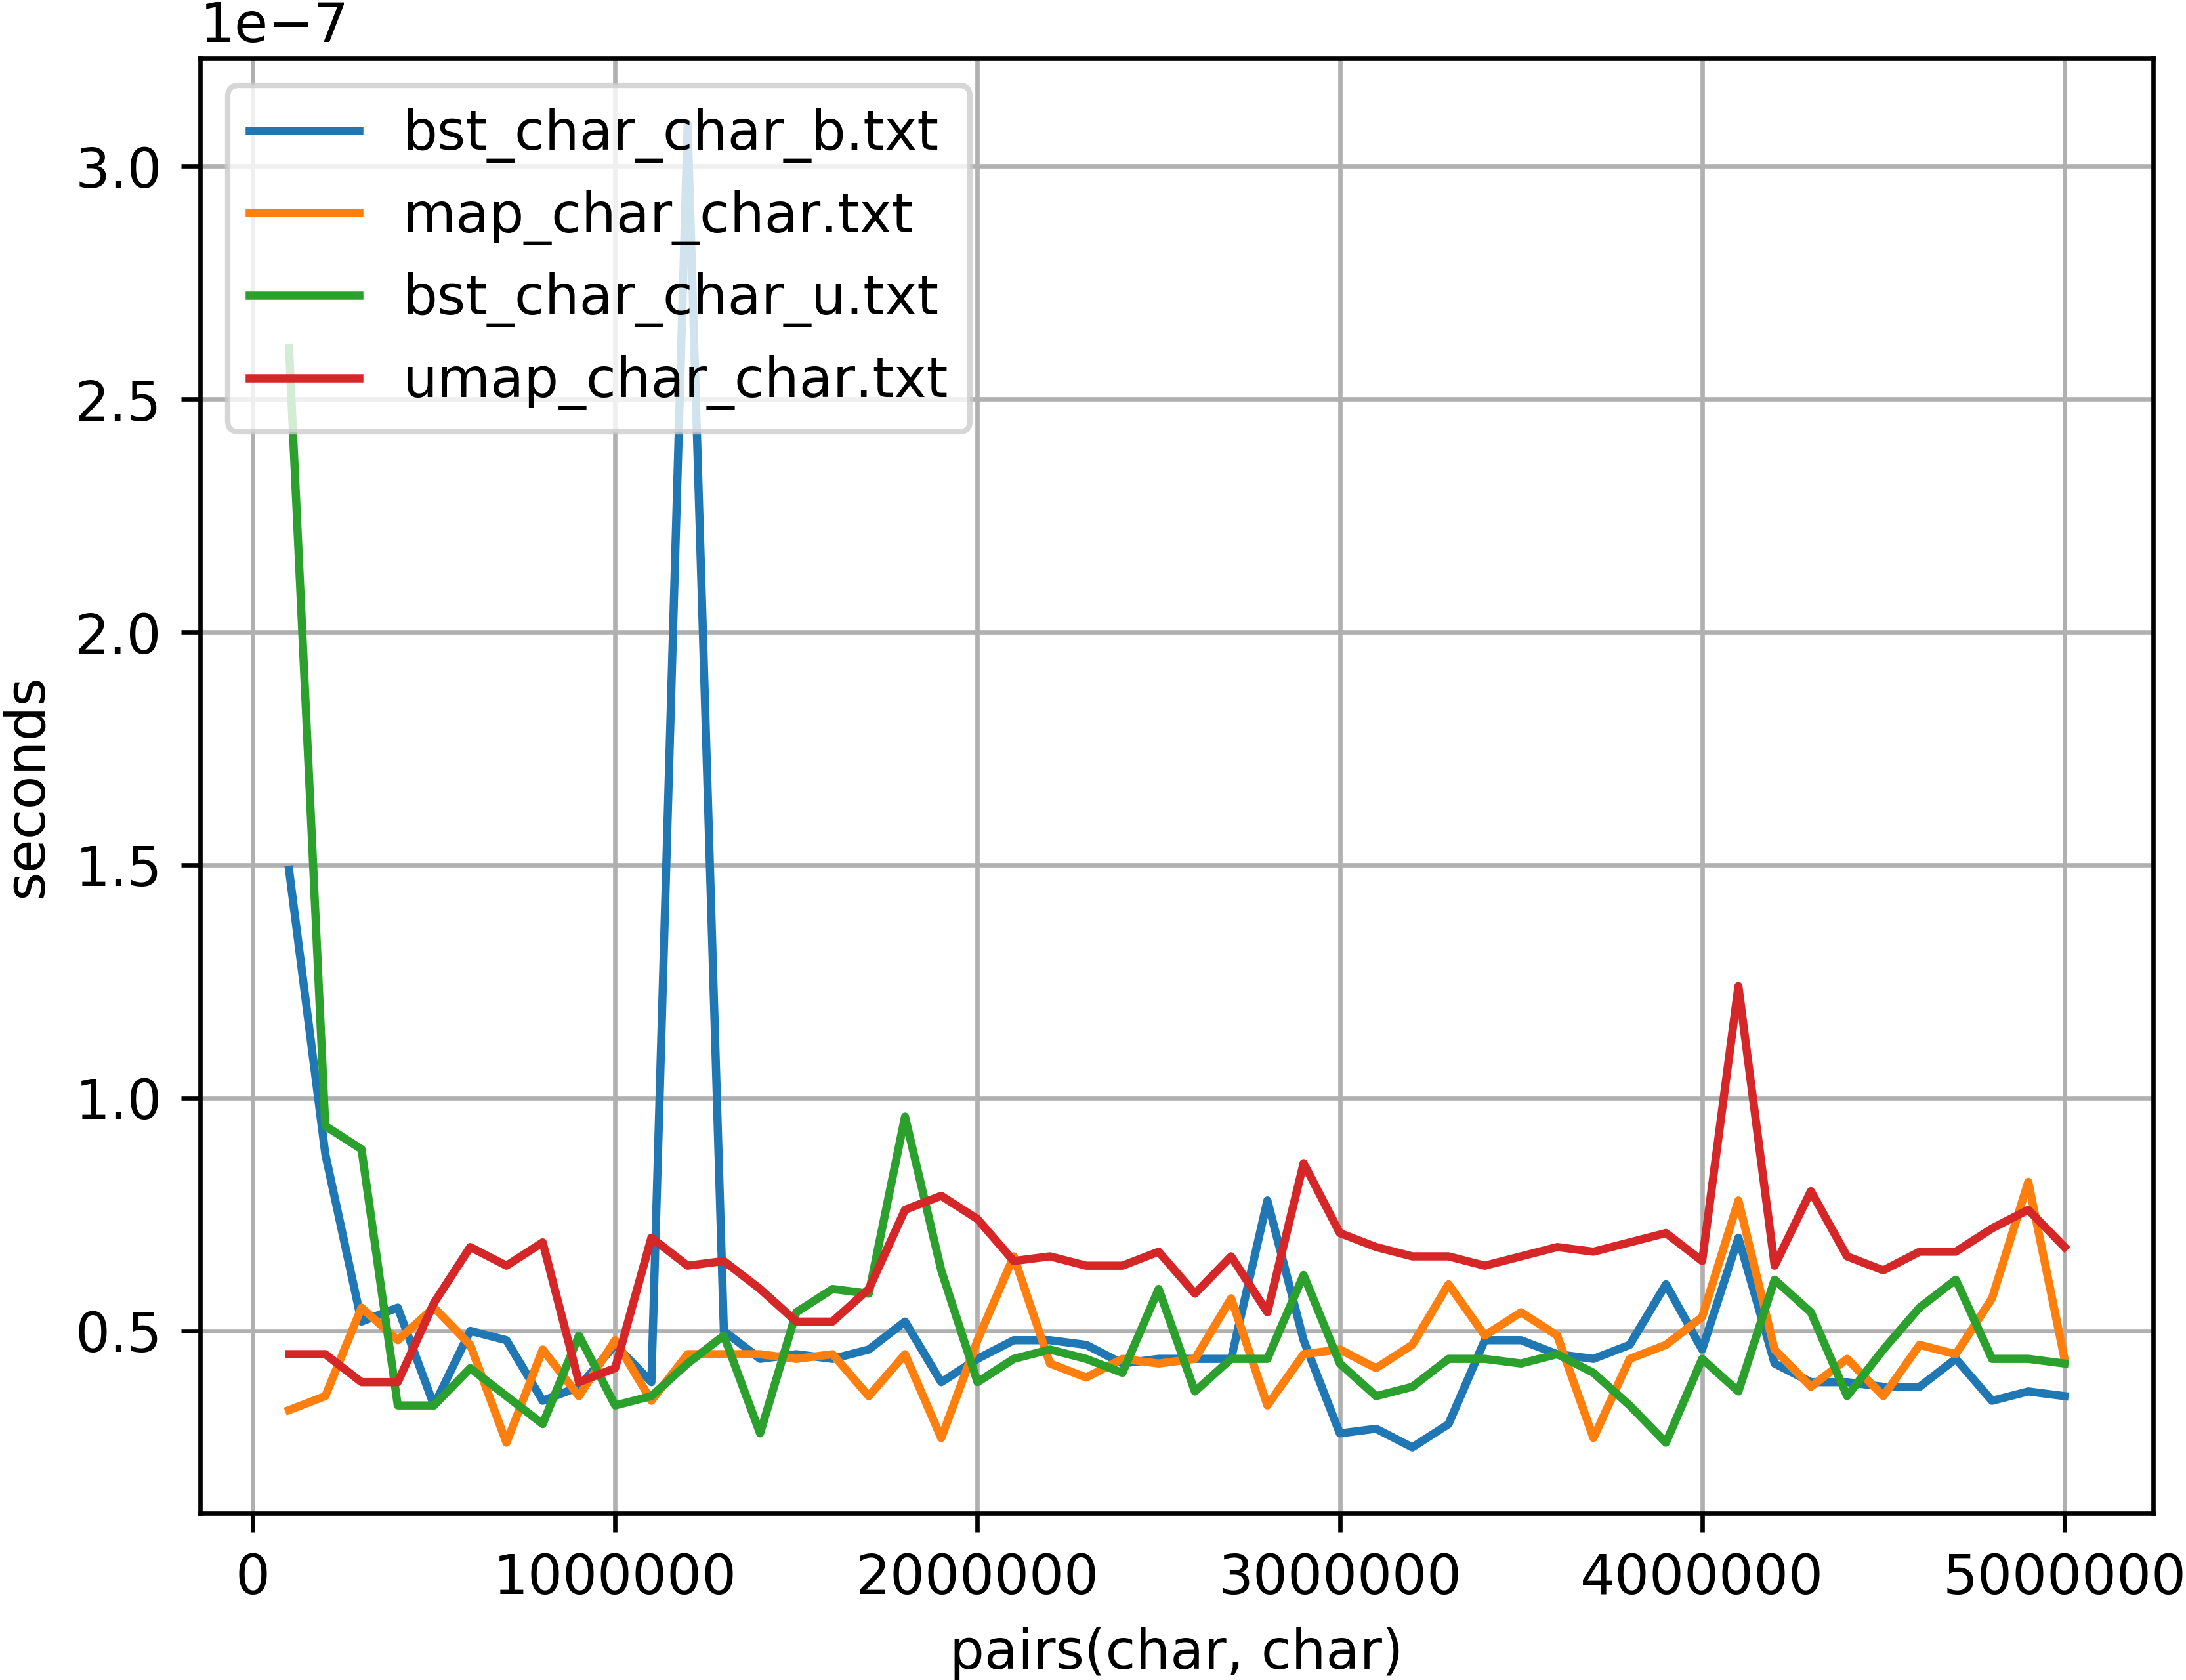 1e−7
bst_char_char_b.txt
map_char_char.txt
bst_char_char_u.txt
umap_char_char.txt
3.0
2.5
2.0
1.5
1.0
0.5
seconds
0 1000000 2000000 3000000 4000000 5000000
pairs(char, char)